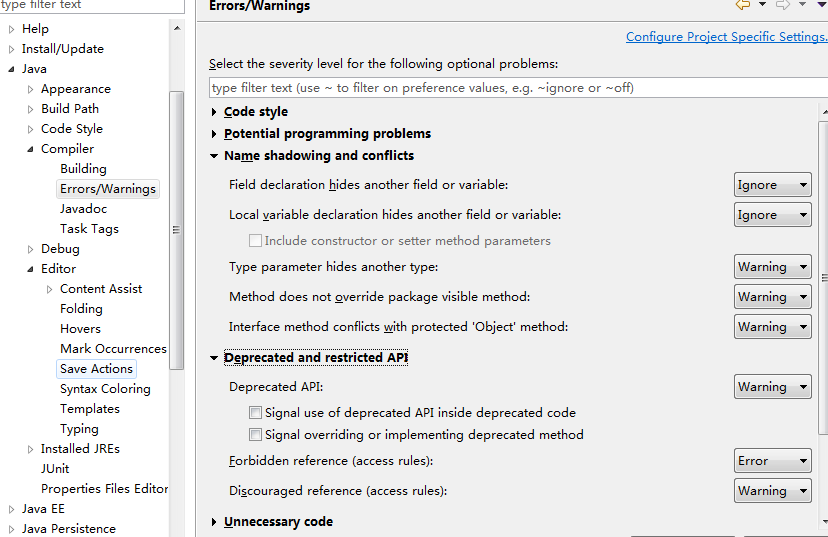 type filter text
Help
Install/Update
Java
Appearance
Build Path
Code Style
Compiler
Building
Errors/Warnings
Javadoc
Task Tags
Debug
Editor
Content Assist
Folding
Hovers
Mark Occurrences
Save Actions
Syntax Coloring
Templates
Typing
Installed JREs
JUnit
Properties Files Editor
Java EE
Java Persistence
Errors/Warnings
Configure Project Specific Settings.
Select the severity level for the following optional problems:
type filter text (use ~ to filter on preference values, e.g. ~ignore or ~off)
Code style
Potential programming problems
Name shadowing and conflicts
Field declaration hides another field or variable: Ignore
Local variable declaration hides another field or variable: Ignore
Include constructor or setter method parameters
Type parameter hides another type: Warning
Method does not override package visible method: Warning
Interface method conflicts with protected 'Object' method: Warning
Deprecated and restricted API
Deprecated API: Warning
Signal use of deprecated API inside deprecated code
Signal overriding or implementing deprecated method
Forbidden reference (access rules): Error
Discouraged reference (access rules): Warning
Unnecessary code